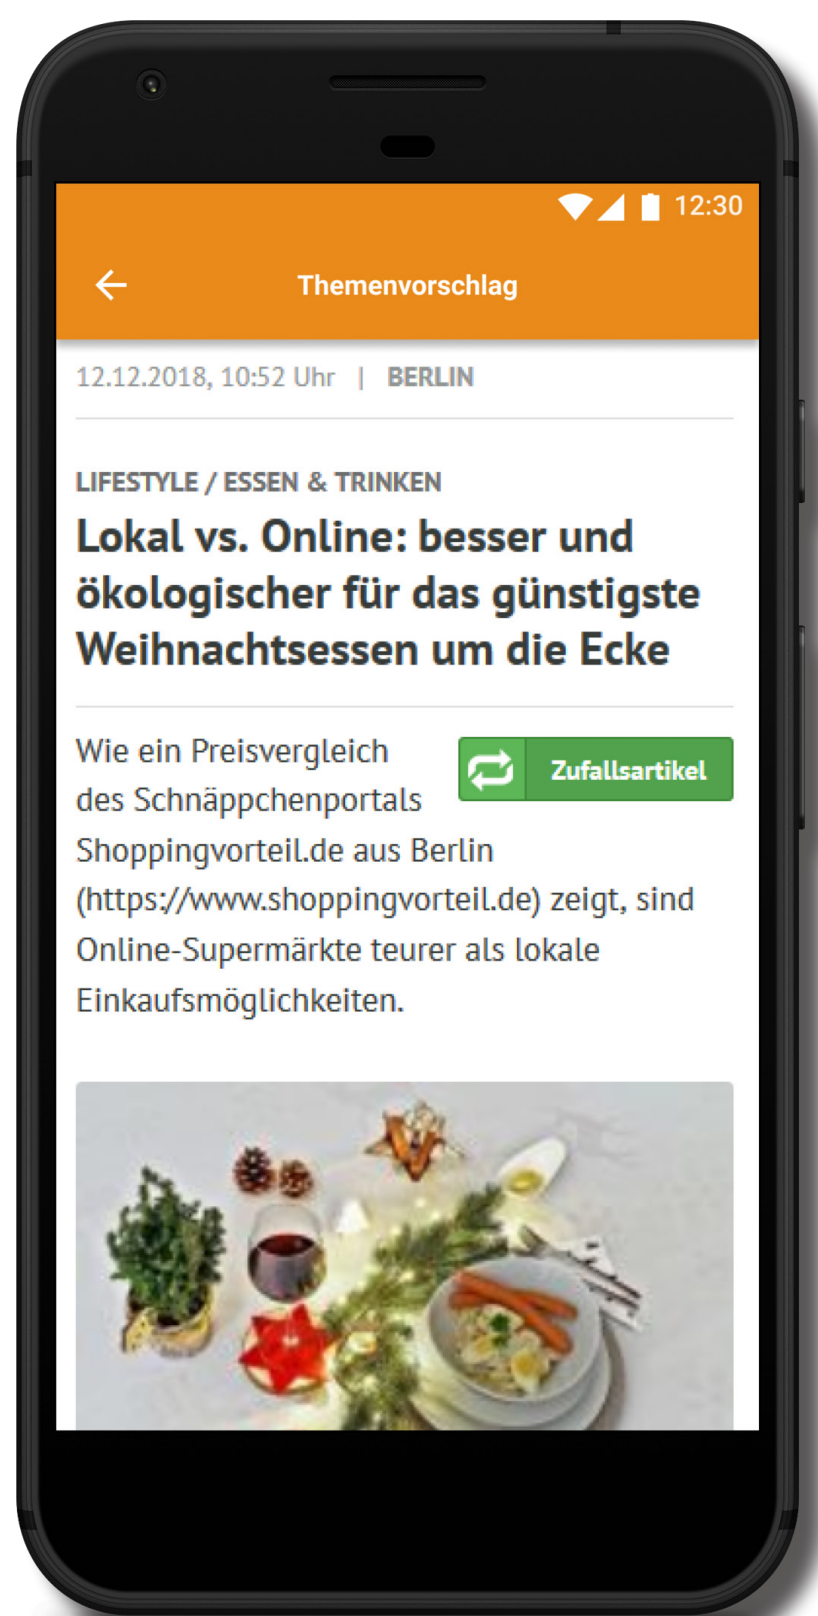 12:30
Themenvorschlag
12.12.2018, 10:52 Uhr | BERLIN
LIFESTYLE / ESSEN & TRINKEN
Lokal vs. Online: besser und
ökologischer für das günstigste
Weihnachtsessen um die Ecke
Wie ein Preisvergleich
des Schnäppchenportals
Zufallsartikel
Shoppingvorteil.de aus Berlin
(https://www.shoppingvorteil.de) zeigt, sind
Online-Supermärkte teurer als lokale
Einkaufsmöglichkeiten.